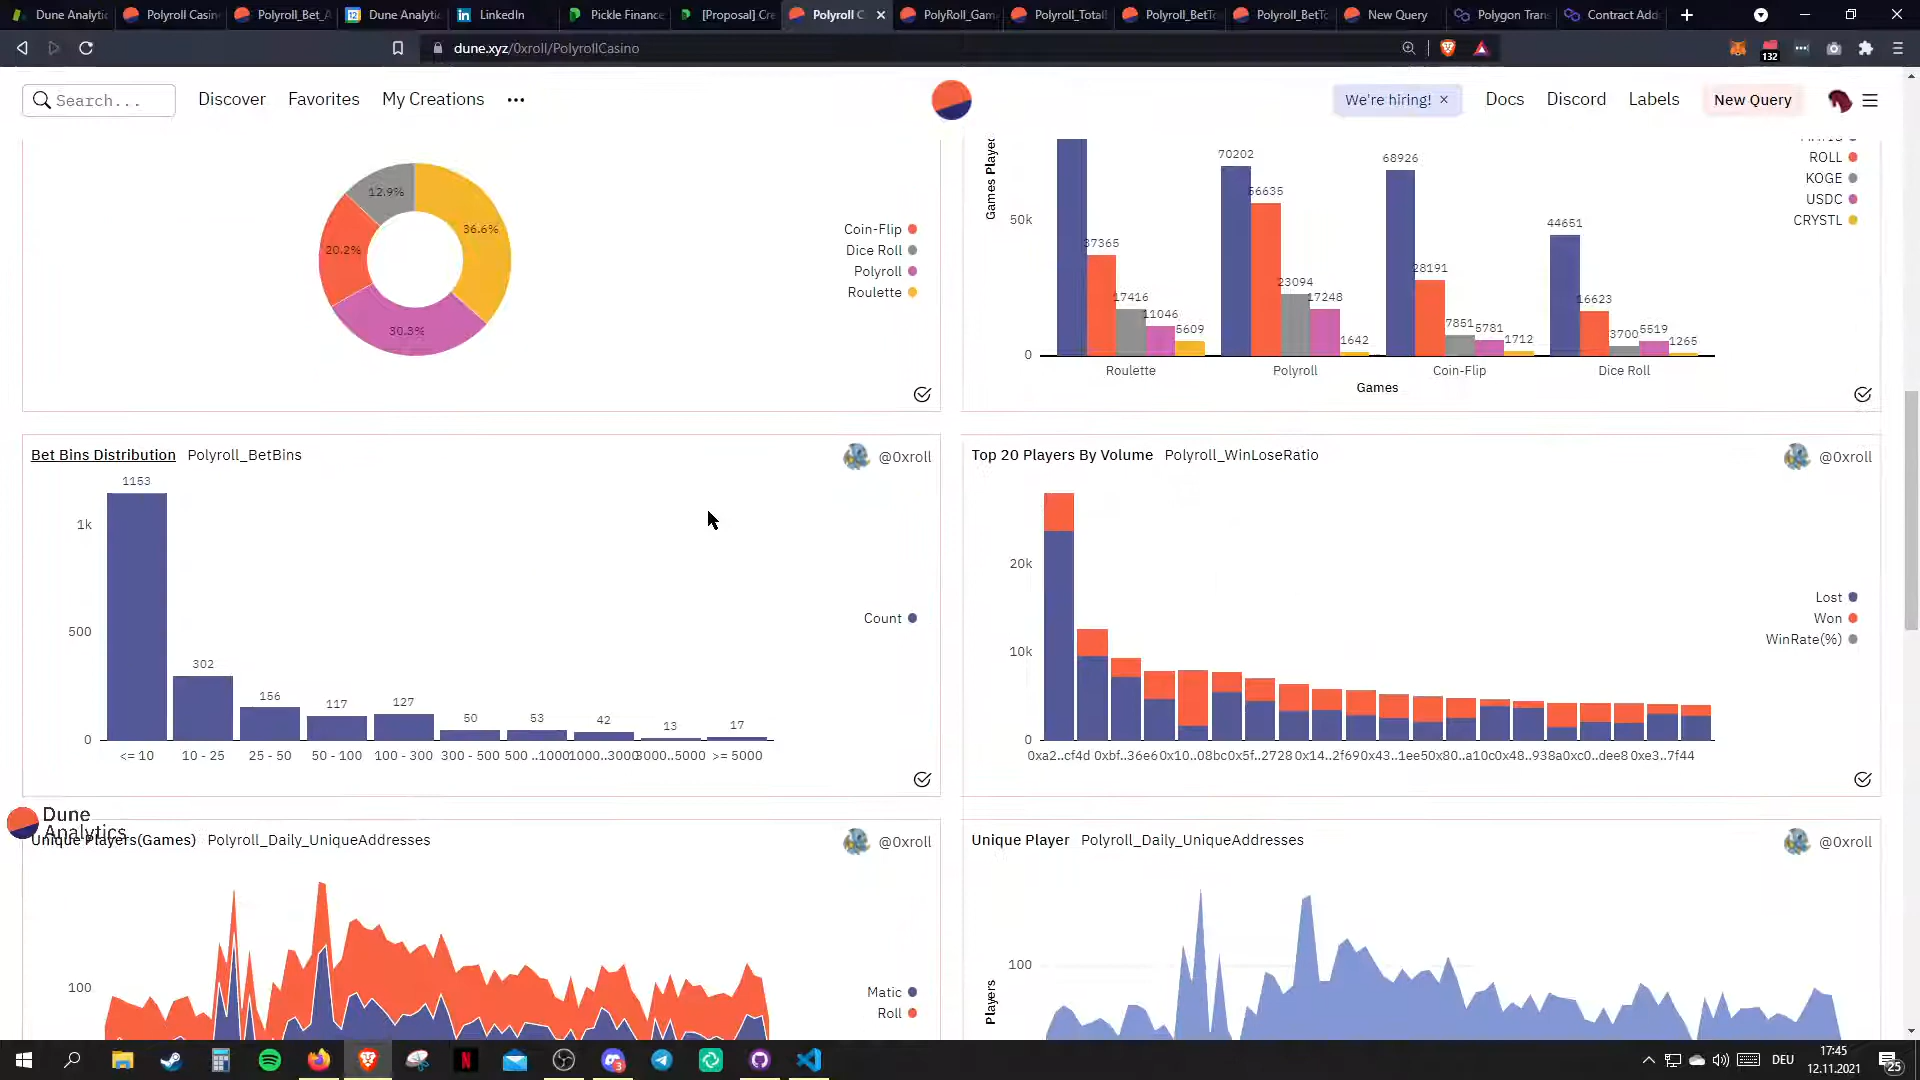 Dune Analytic
Polyroll Casin
Polyroll_Bet_A
Dune Analytic
LinkedIn
Pickle Finance
[Proposal] Cre
Polyroll C
PolyRoll_Gam
Polyroll_Total
Polyroll_BetTo
Polyroll_BetTo
New Query
Polygon Tran
Contract Add
dune.xyz/0xroll/PolyrollCasino
132
Search...
Discover
Favorites
My Creations
We're hiring! ×
Docs
Discord
Labels
New Query
12.9%
36.6%
20.2%
30.3%
Coin-Flip
Dice Roll
Polyroll
Roulette
Games Played
50k
0
37365
17416
11046
5609
70202
56635
23094
17248
1642
68926
28191
7851
5781
1712
44651
16623
3700
5519
1265
Roulette
Polyroll
Coin-Flip
Dice Roll
Games
ROLL
KOGE
USDC
CRYSTL
Bet Bins Distribution Polyroll_BetBins
@0xroll
1k
500
0
1153
302
156
117
127
50
53
42
13
17
<= 10
10 - 25
25 - 50
50 - 100
100 - 300
300 - 500
500 ..1000
1000..3000
3000..5000
>= 5000
Count
Top 20 Players By Volume Polyroll_WinLoseRatio
@0xroll
20k
10k
0
0xa2..cf4d 0xbf..36e6 0x10..08bc 0x5f..2728 0x14..2f69 0x43..1ee5 0x80..a10c 0x48..938a 0xc0..dee8 0xe3..7f44
Lost
Won
WinRate(%)
Dune
Analytics
Unique Players(Games) Polyroll_Daily_UniqueAddresses
@0xroll
100
Matic
Roll
Unique Player Polyroll_Daily_UniqueAddresses
@0xroll
100
Players
3
DEU
17:45
12.11.2021
25